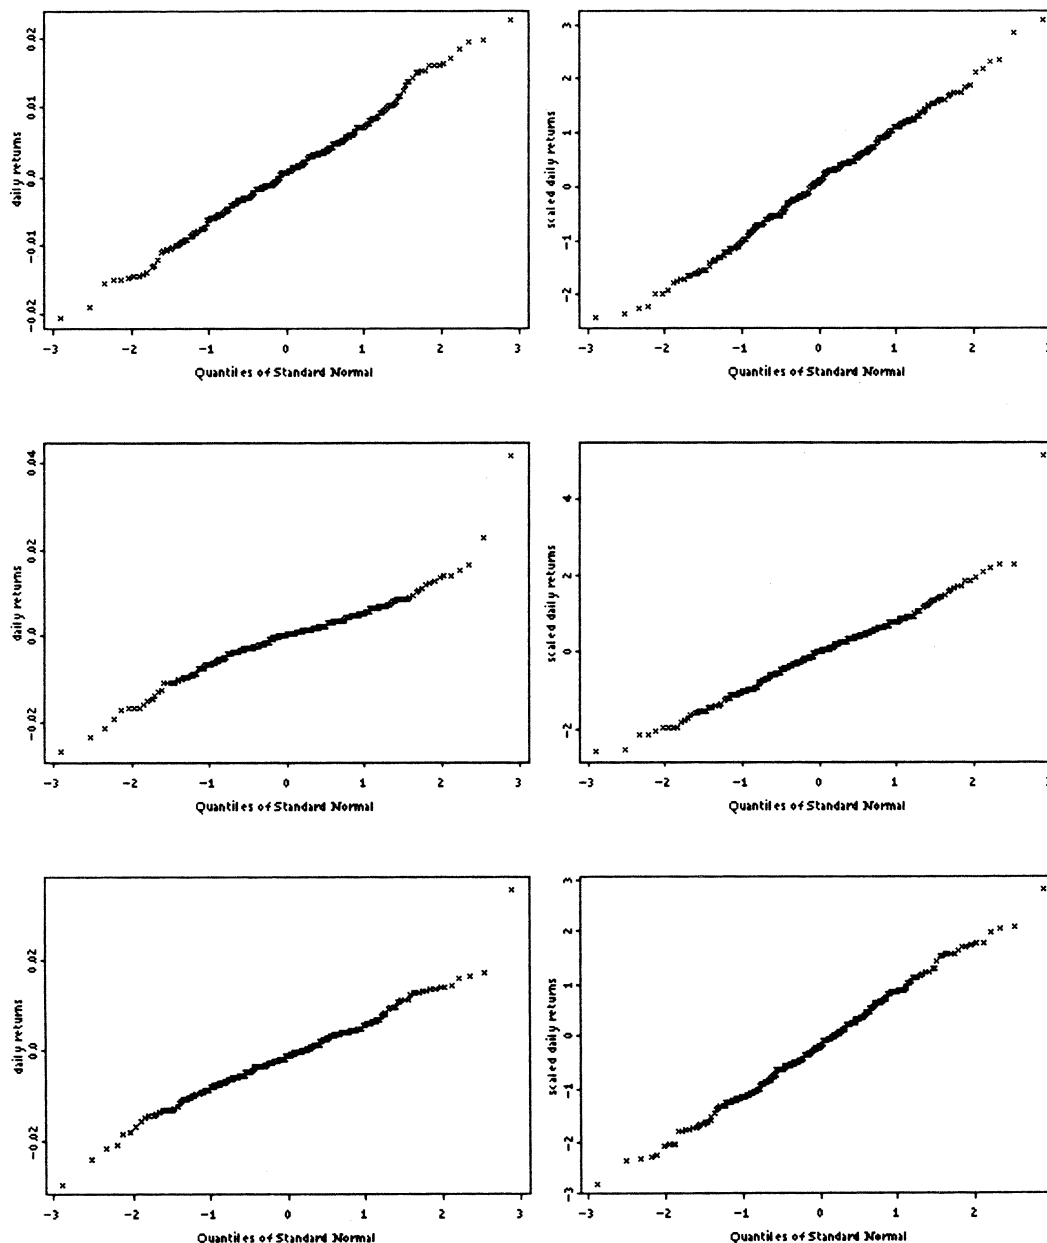 0.02
0.01
0.0
-0.01
-0.02
daily returns
-3 -2 -1 0 1 2 3
Quantiles of Standard Normal
3
2
1
0
-1
-2
scaled daily returns
-3 -2 -1 0 1 2
Quantiles of Standard Normal
0.04
0.02
0.0
-0.02
daily returns
-3 -2 -1 0 1 2 3
Quantiles of Standard Normal
4
2
0
-2
scaled daily returns
-3 -2 -1 0 1 2
Quantiles of Standard Normal
0.02
0.0
-0.02
daily returns
-3 -2 -1 0 1 2 3
Quantiles of Standard Normal
3
2
1
0
-1
-2
-3
scaled daily returns
-3 -2 -1 0 1 2
Quantiles of Standard Normal